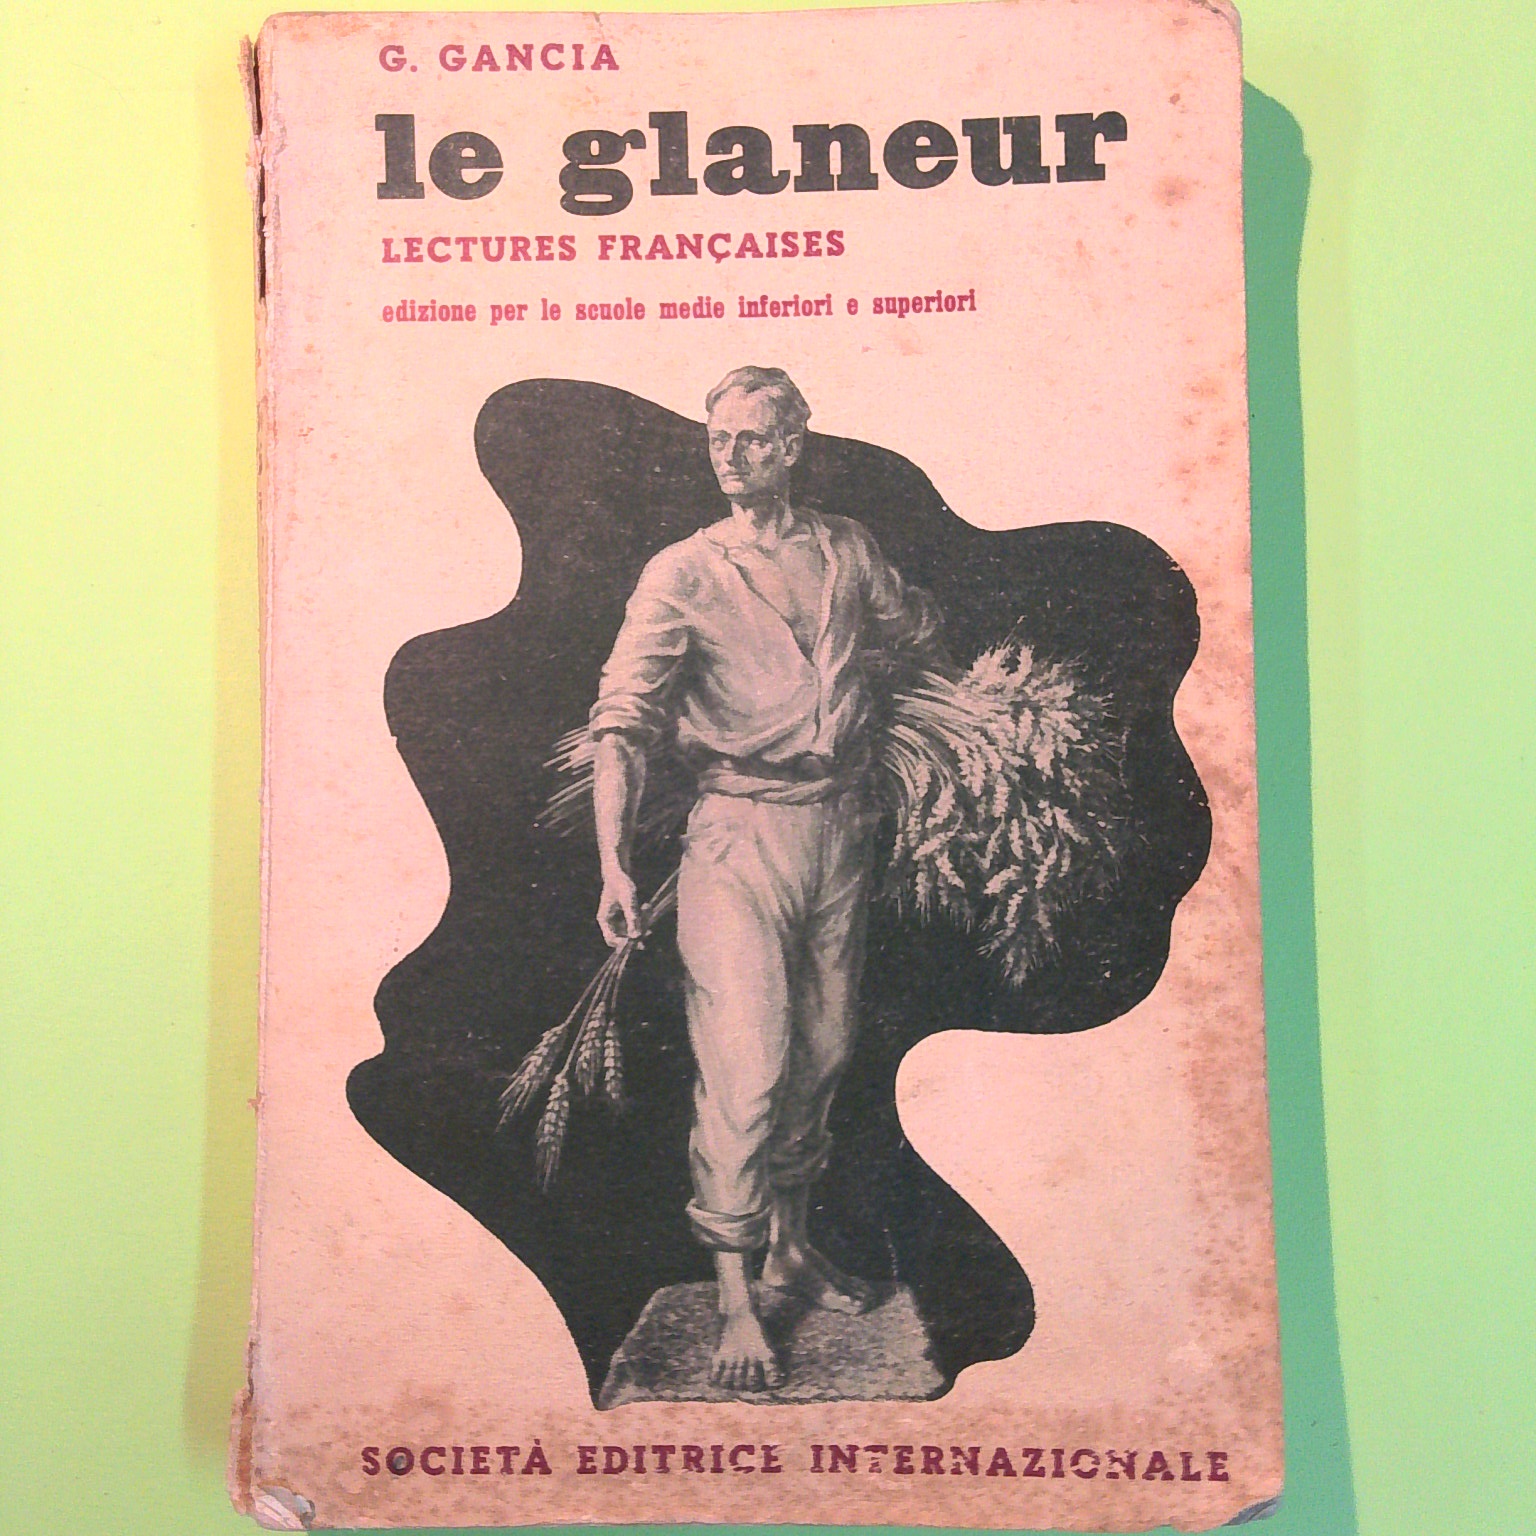 G. GANCIA
le glaneur
LECTURES FRANÇAISES
edizione per le scuole medie inferiori e superiori
SOCIETÀ EDITRICE INTERNAZIONALE